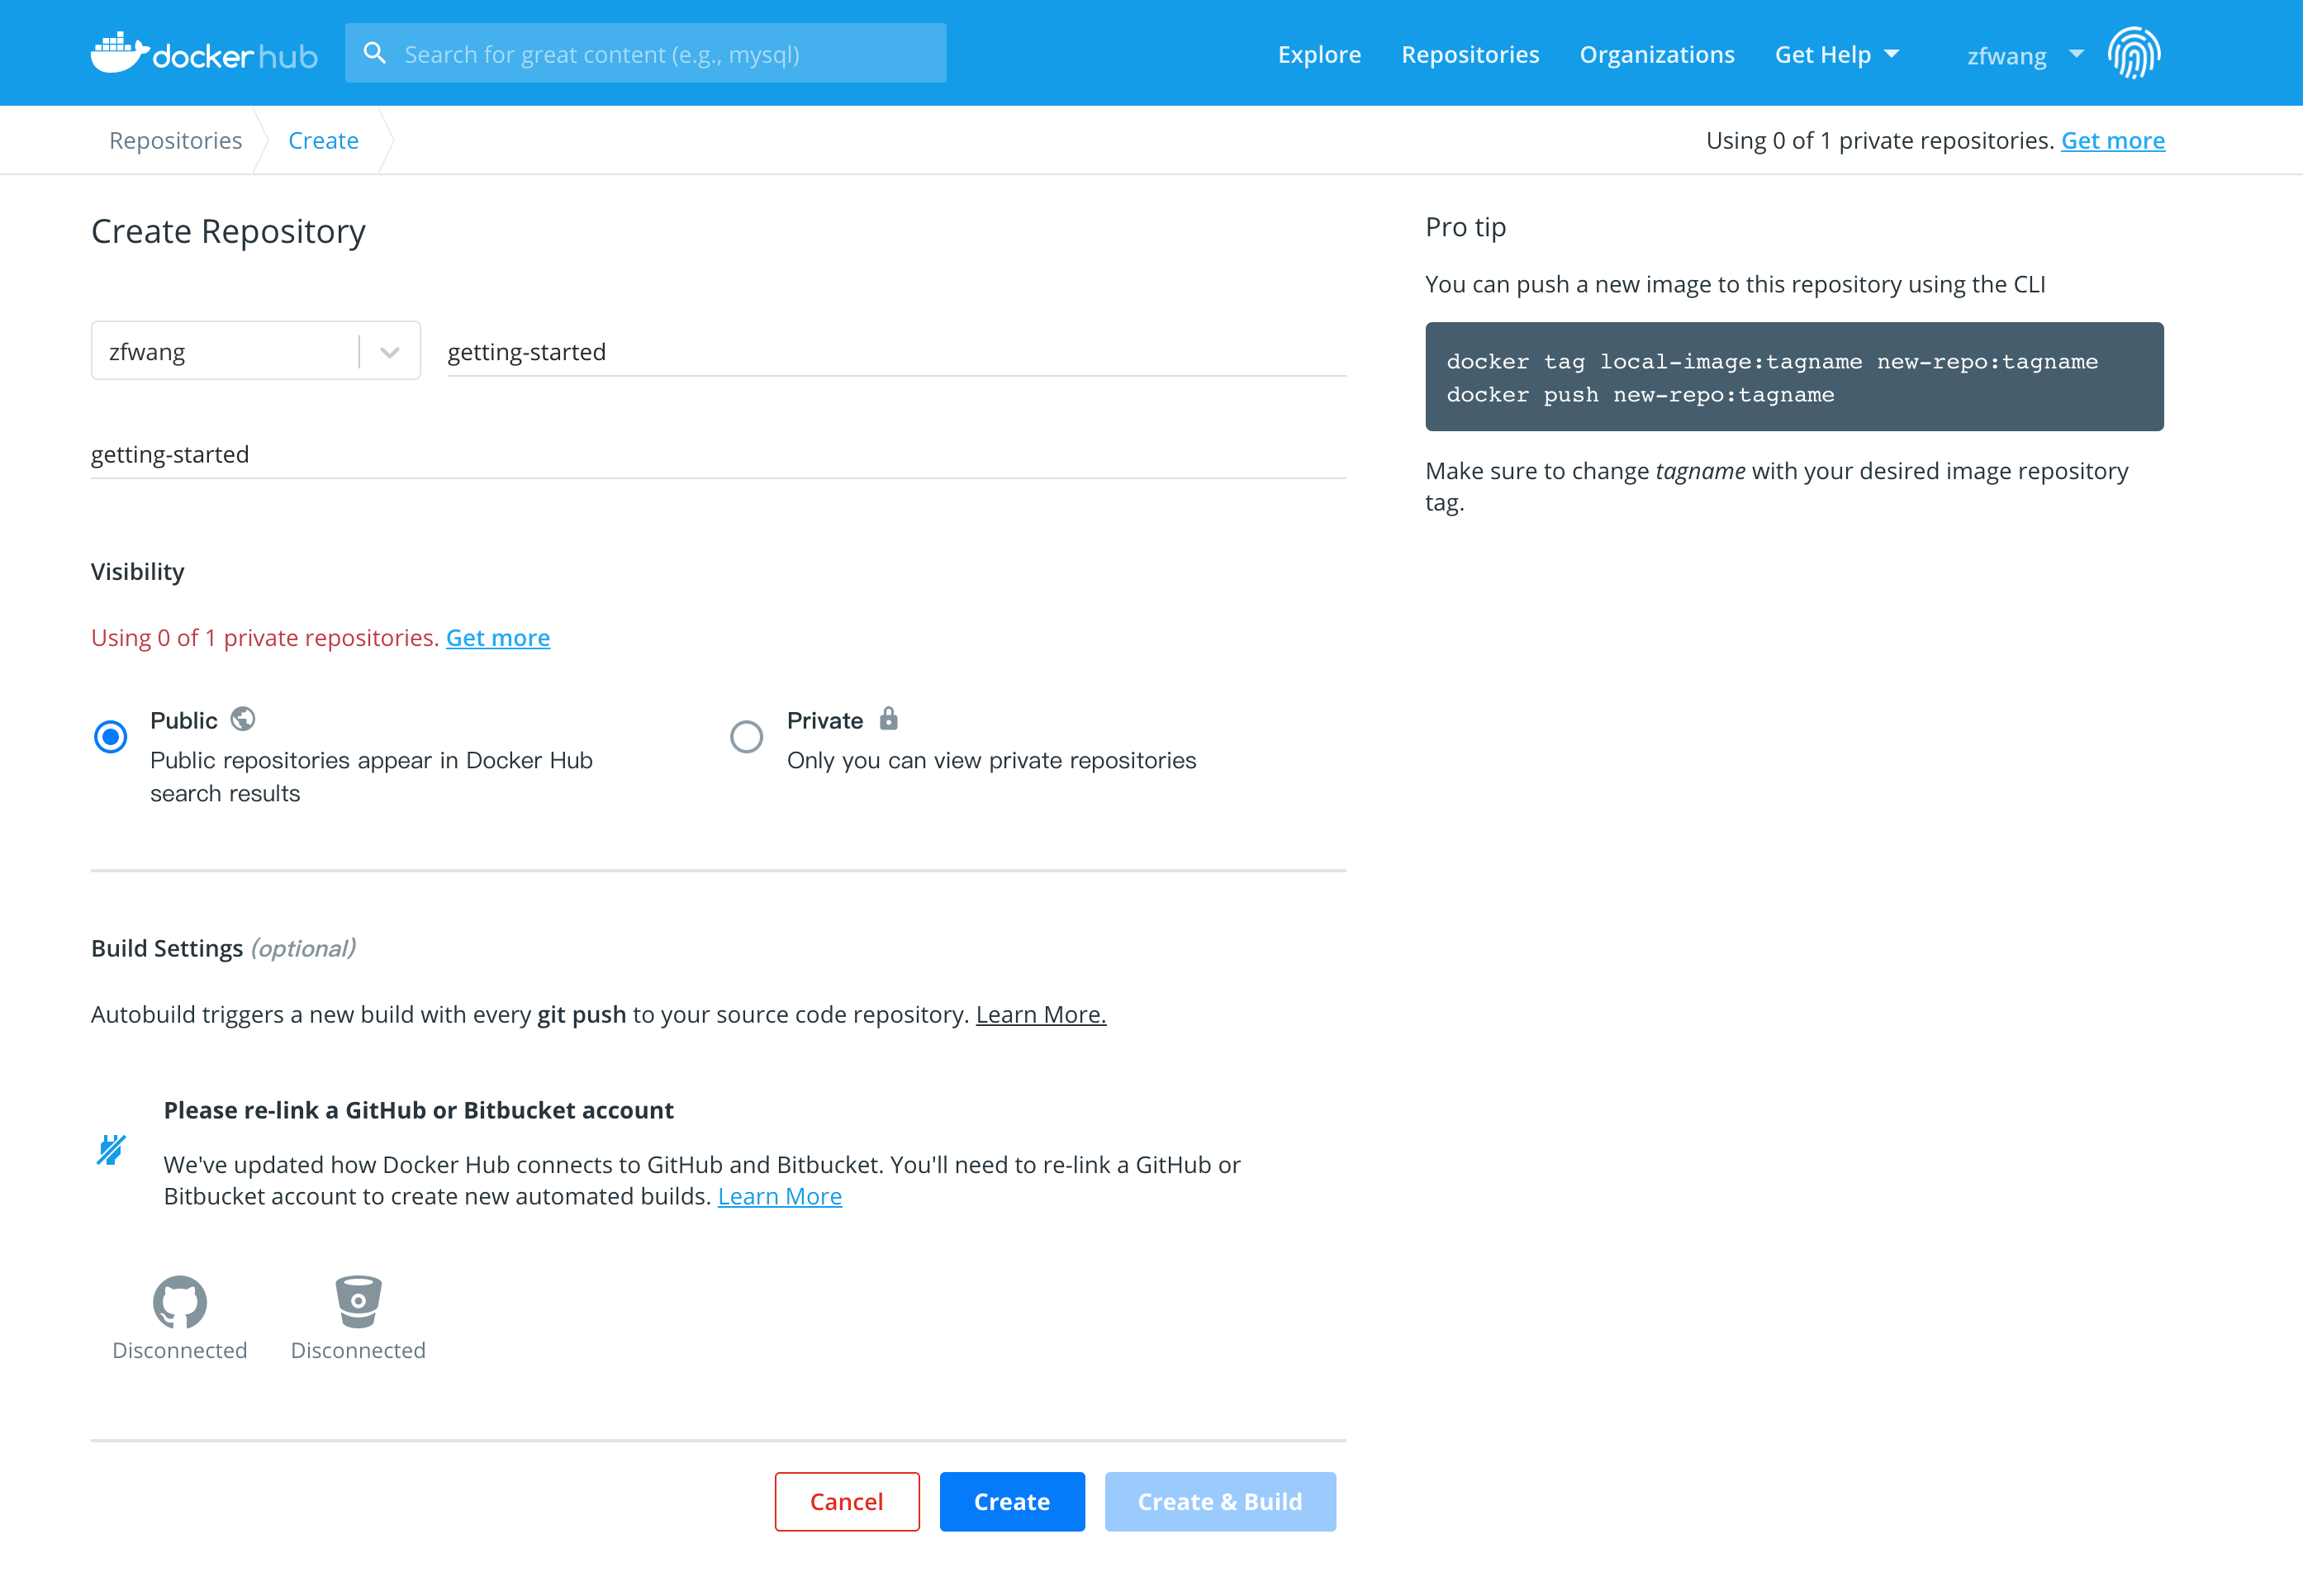 docker hub
Search for great content (e.g., mysql)
Explore
Repositories
Organizations
Get Help
zfwang
Repositories
Create
Using 0 of 1 private repositories. Get more
Create Repository
zfwang
getting-started
getting-started
Visibility
Using 0 of 1 private repositories. Get more
Public
Public repositories appear in Docker Hub
search results
Private
Only you can view private repositories
Build Settings (optional)
Autobuild triggers a new build with every git push to your source code repository. Learn More.
Please re-link a GitHub or Bitbucket account
We've updated how Docker Hub connects to GitHub and Bitbucket. You'll need to re-link a GitHub or
Bitbucket account to create new automated builds. Learn More
Disconnected
Disconnected
Cancel
Create
Create & Build
Pro tip
You can push a new image to this repository using the CLI
docker tag local-image:tagname new-repo:tagname
docker push new-repo:tagname
Make sure to change tagname with your desired image repository
tag.